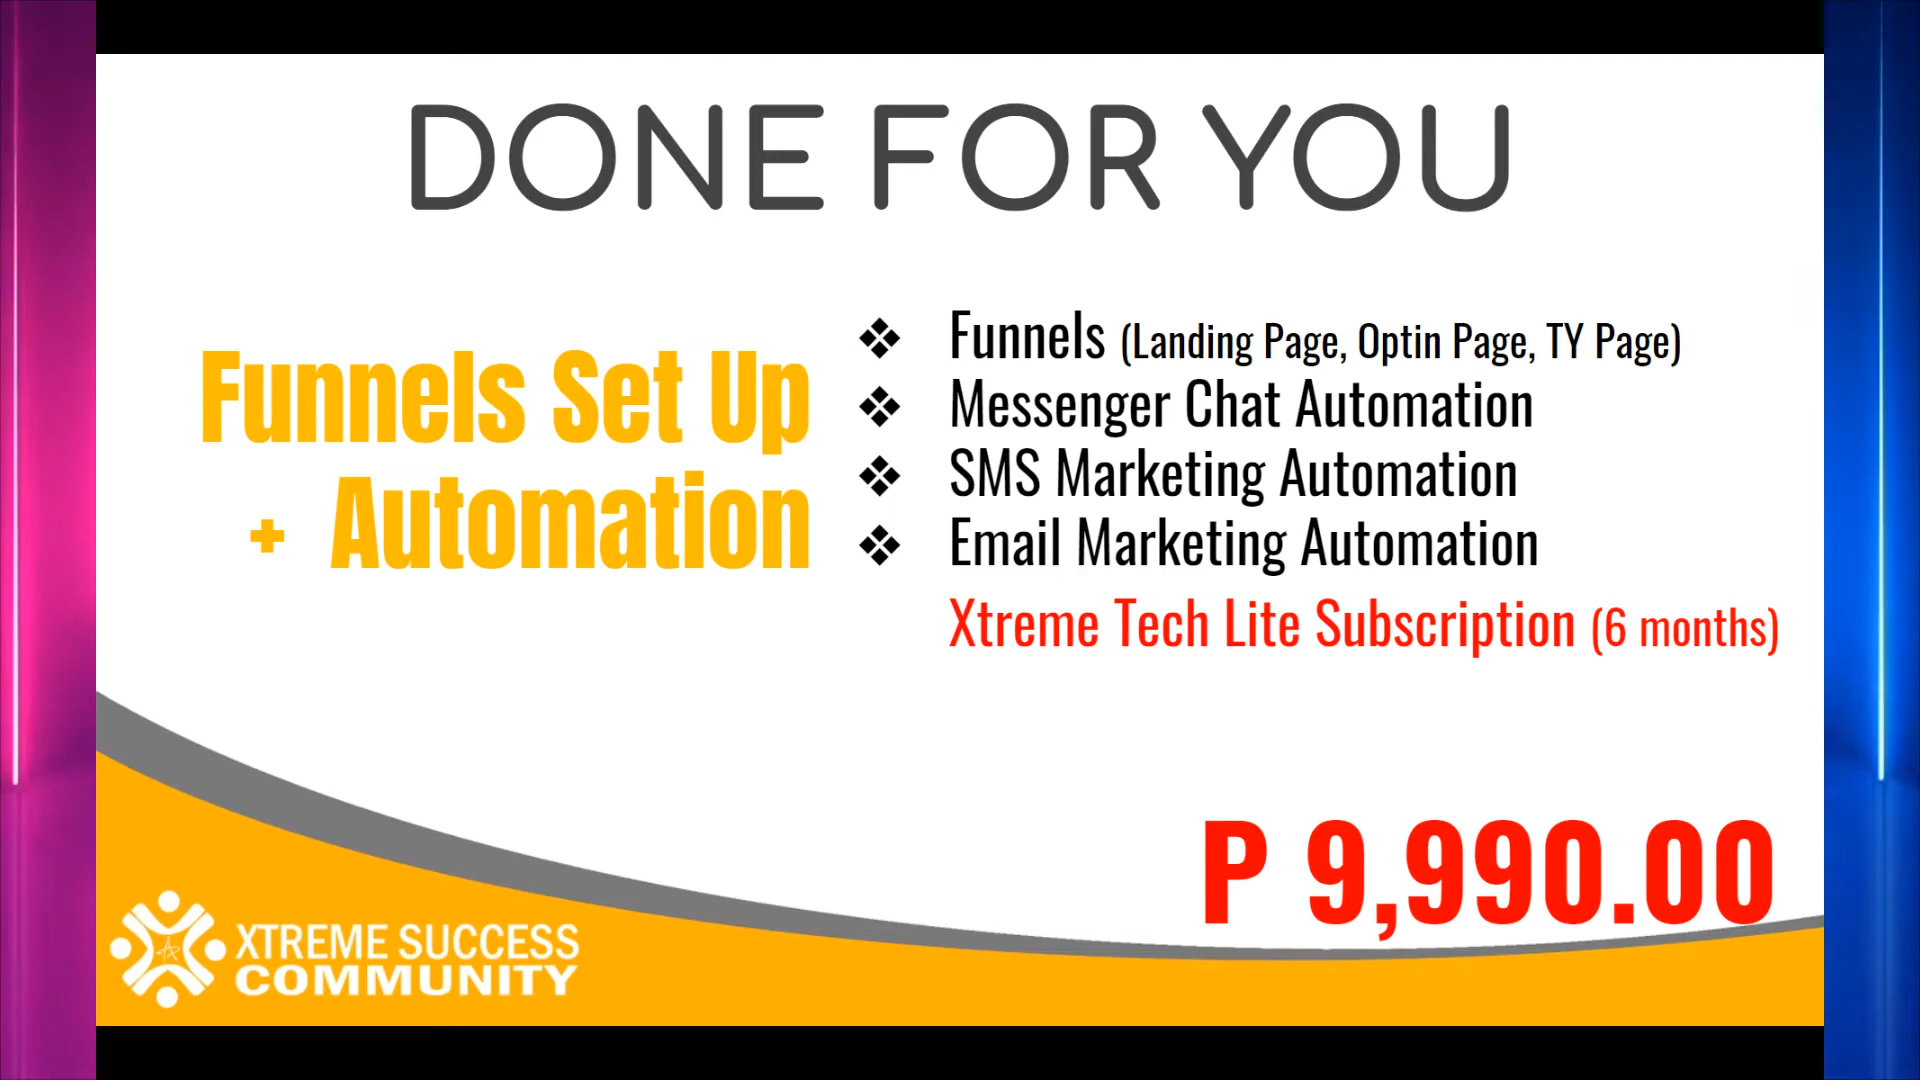 DONE FOR YOU
Funnels Set Up
+ Automation
❖ Funnels (Landing Page, Optin Page, TY Page)
❖ Messenger Chat Automation
❖ SMS Marketing Automation
❖ Email Marketing Automation
Xtreme Tech Lite Subscription (6 months)
P 9,990.00
XTREME SUCCESS
COMMUNITY